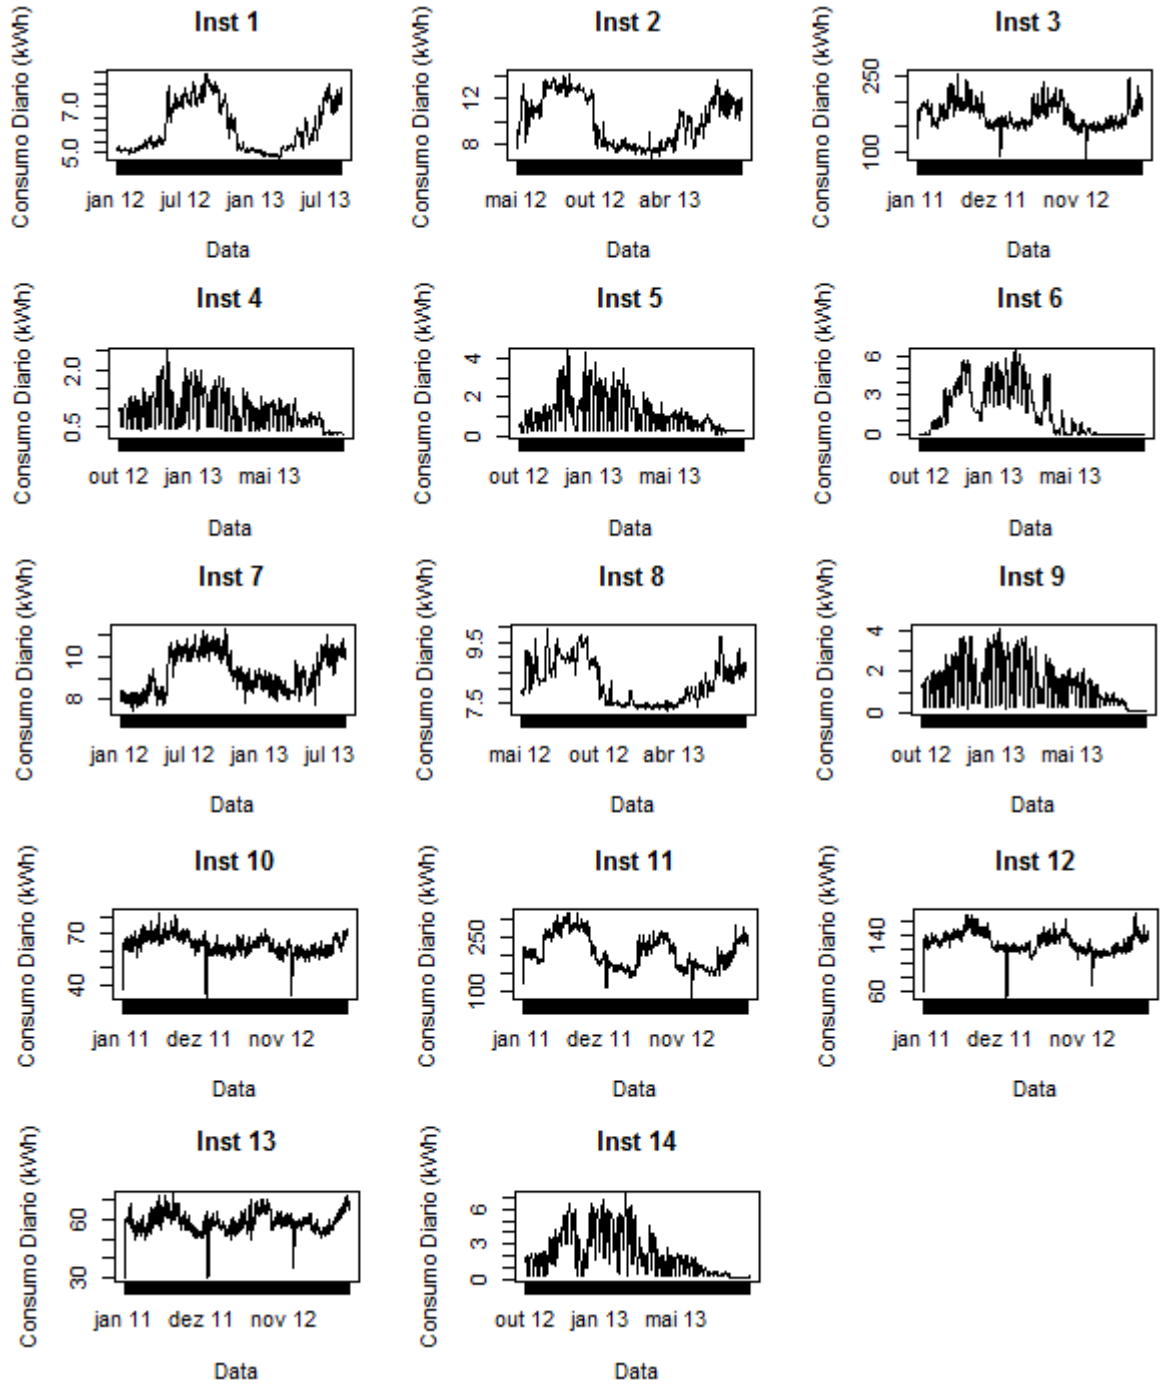 Inst 1
Consumo Diario (kWh)
5.0 7.0
jan 12 jul 12 jan 13 jul 13
Data
Inst 2
Consumo Diario (kWh)
8 12
mai 12 out 12 abr 13
Data
Inst 3
Consumo Diario (kWh)
100 250
jan 11 dez 11 nov 12
Data
Inst 4
Consumo Diario (kWh)
0.5 2.0
out 12 jan 13 mai 13
Data
Inst 5
Consumo Diario (kWh)
0 2 4
out 12 jan 13 mai 13
Data
Inst 6
Consumo Diario (kWh)
0 3 6
out 12 jan 13 mai 13
Data
Inst 7
Consumo Diario (kWh)
8 10
jan 12 jul 12 jan 13 jul 13
Data
Inst 8
Consumo Diario (kWh)
7.5 9.5
mai 12 out 12 abr 13
Data
Inst 9
Consumo Diario (kWh)
0 2 4
out 12 jan 13 mai 13
Data
Inst 10
Consumo Diario (kWh)
40 70
jan 11 dez 11 nov 12
Data
Inst 11
Consumo Diario (kWh)
100 250
jan 11 dez 11 nov 12
Data
Inst 12
Consumo Diario (kWh)
60 140
jan 11 dez 11 nov 12
Data
Inst 13
Consumo Diario (kWh)
30 60
jan 11 dez 11 nov 12
Data
Inst 14
Consumo Diario (kWh)
0 3 6
out 12 jan 13 mai 13
Data